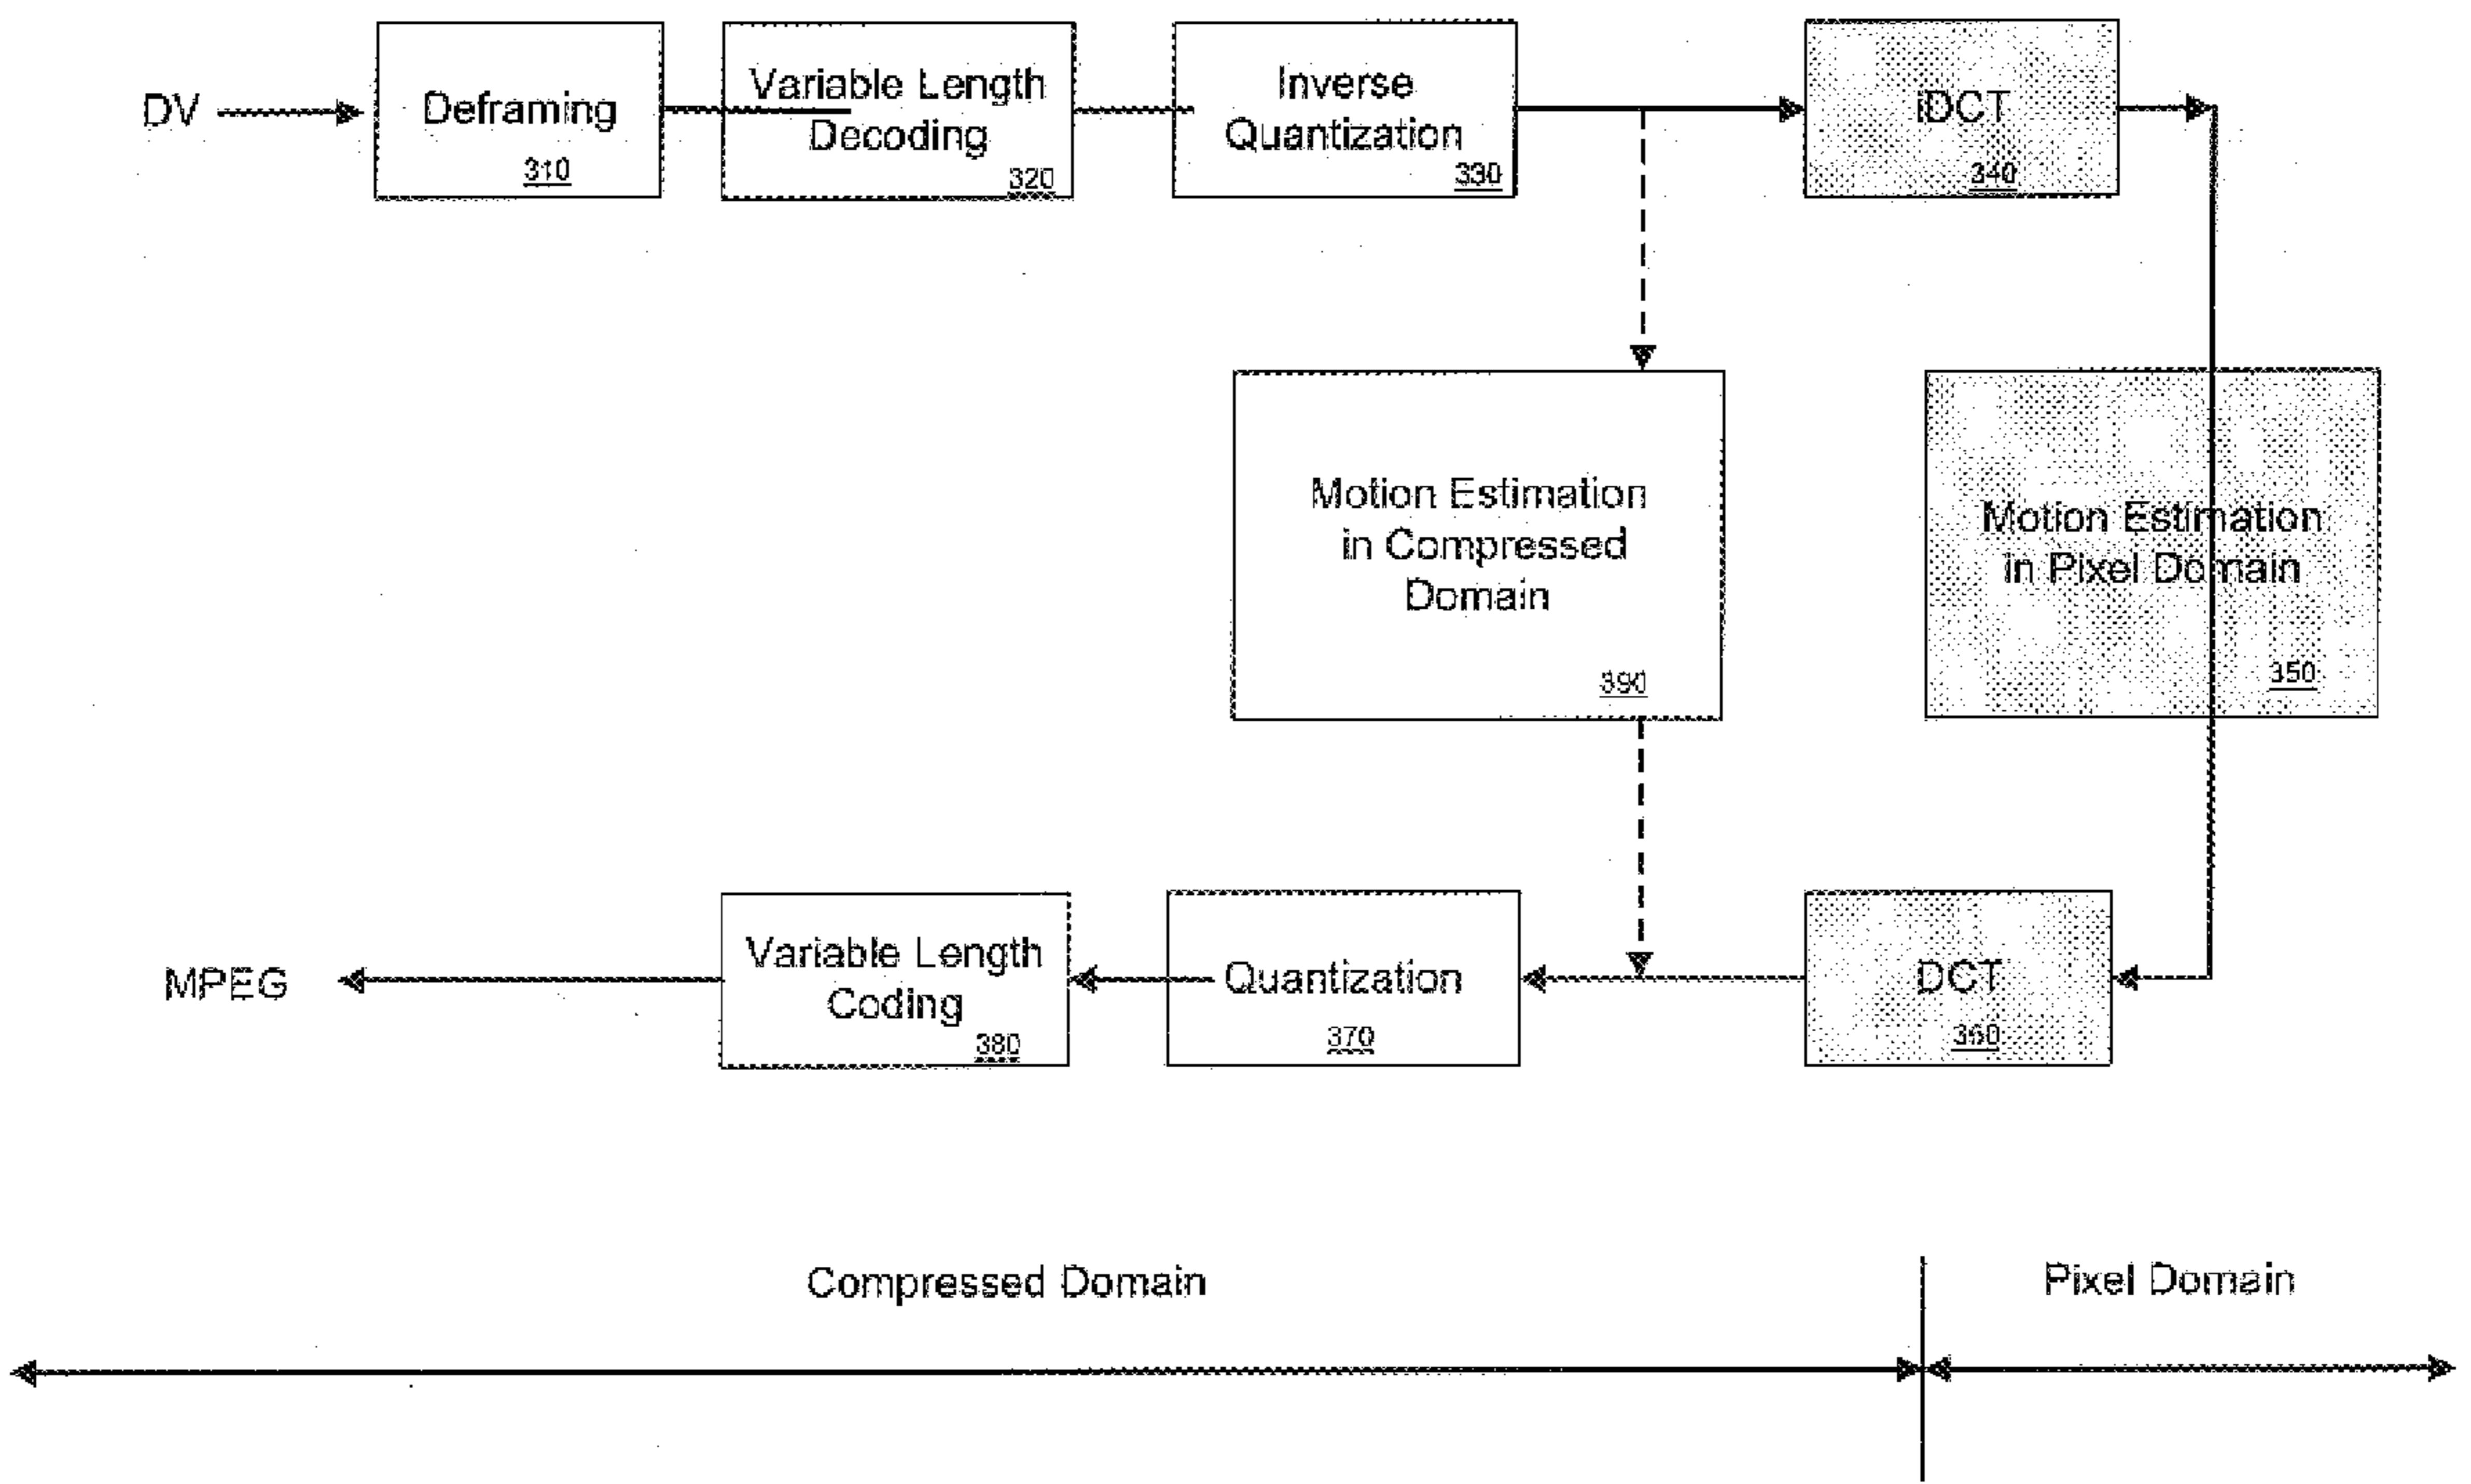 DV
Deframing
310
Variable Length
Decoding
320
Inverse
Quantization
330
iDCT
340
Motion Estimation
in Compressed
Domain
390
Motion Estimation
in Pixel Domain
350
MPEG
Variable Length
Coding
380
Quantization
370
DCT
360
Compressed Domain
Pixel Domain